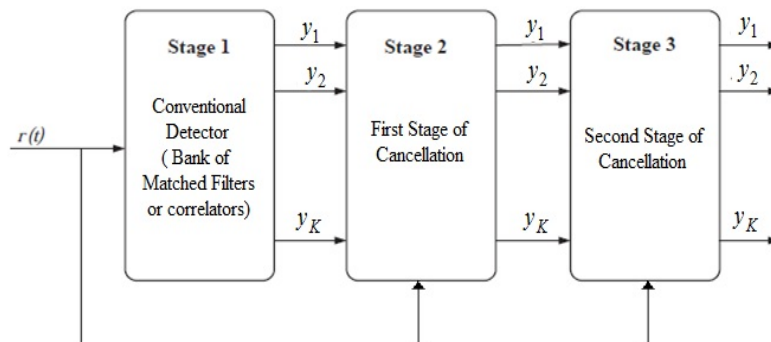 Stage 1
Conventional
Detector
( Bank of
Matched Filters
or correlators)
r(t)
y1
y2
yK
Stage 2
First Stage of
Cancellation
y1
y2
yK
Stage 3
Second Stage of
Cancellation
y1
y2
yK